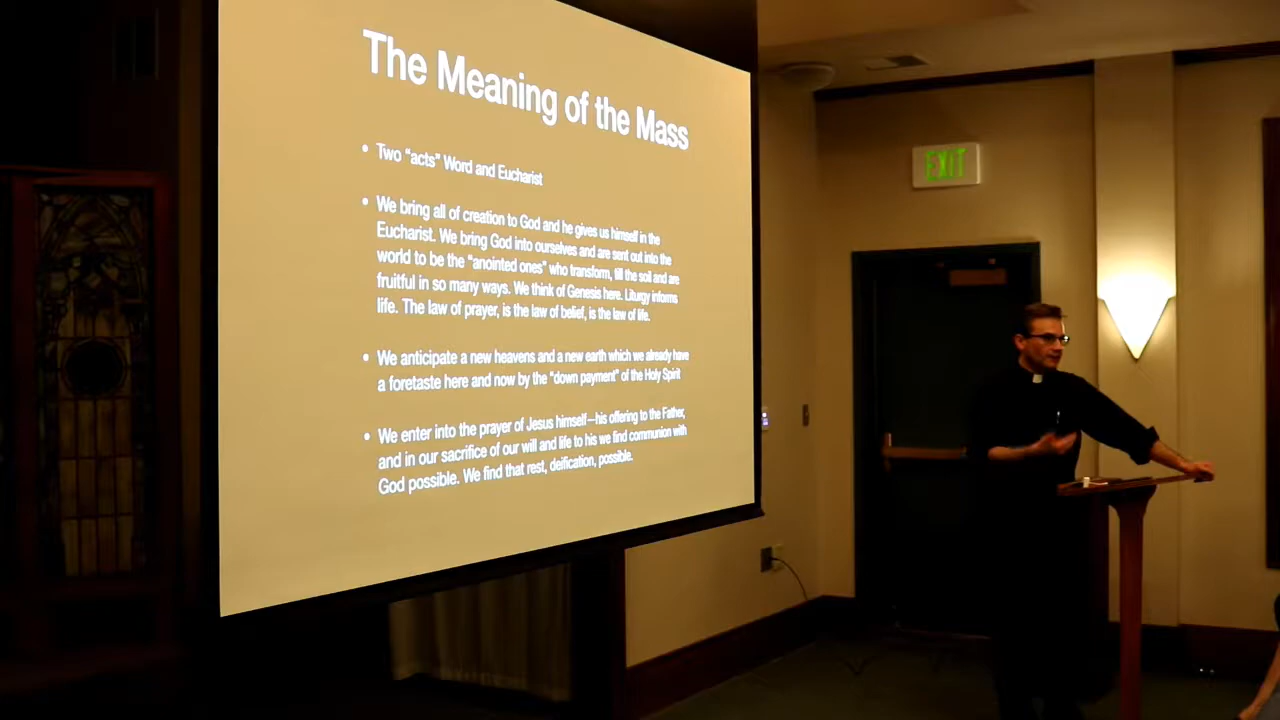 The Meaning of the Mass
• Two “acts” Word and Eucharist
• We bring all of creation to God and he gives us himself in the
Eucharist. We bring God into ourselves and are sent out into the
world to be the “anointed ones” who transform, till the soil and are
fruitful in so many ways. We think of Genesis here. Liturgy informs
life. The law of prayer, is the law of belief, is the law of life.
• We anticipate a new heavens and a new earth which we already have
a foretaste here and now by the “down payment” of the Holy Spirit
• We enter into the prayer of Jesus himself—his offering to the Father,
and in our sacrifice of our will and life to his we find communion with
God possible. We find that rest, deification, possible.
EXIT